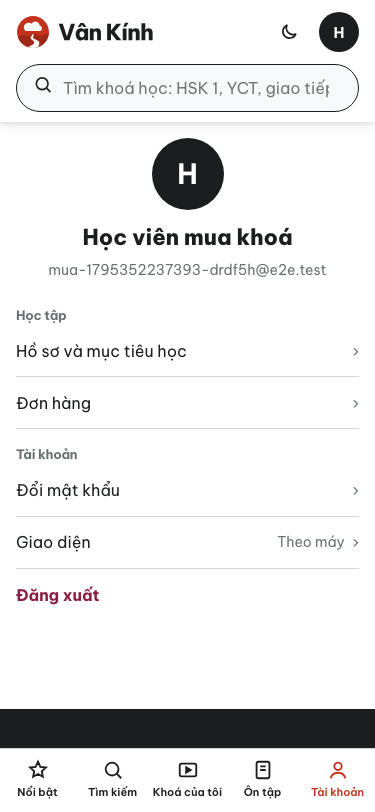 Vân Kính
H
Tìm khoá học: HSK 1, YCT, giao tiếp
H
Học viên mua khoá
mua-1795352237393-drdf5h@e2e.test
Học tập
Hồ sơ và mục tiêu học
Đơn hàng
Tài khoản
Đổi mật khẩu
Giao diện Theo máy
Đăng xuất
Nổi bật Tìm kiếm Khoá của tôi Ôn tập Tài khoản